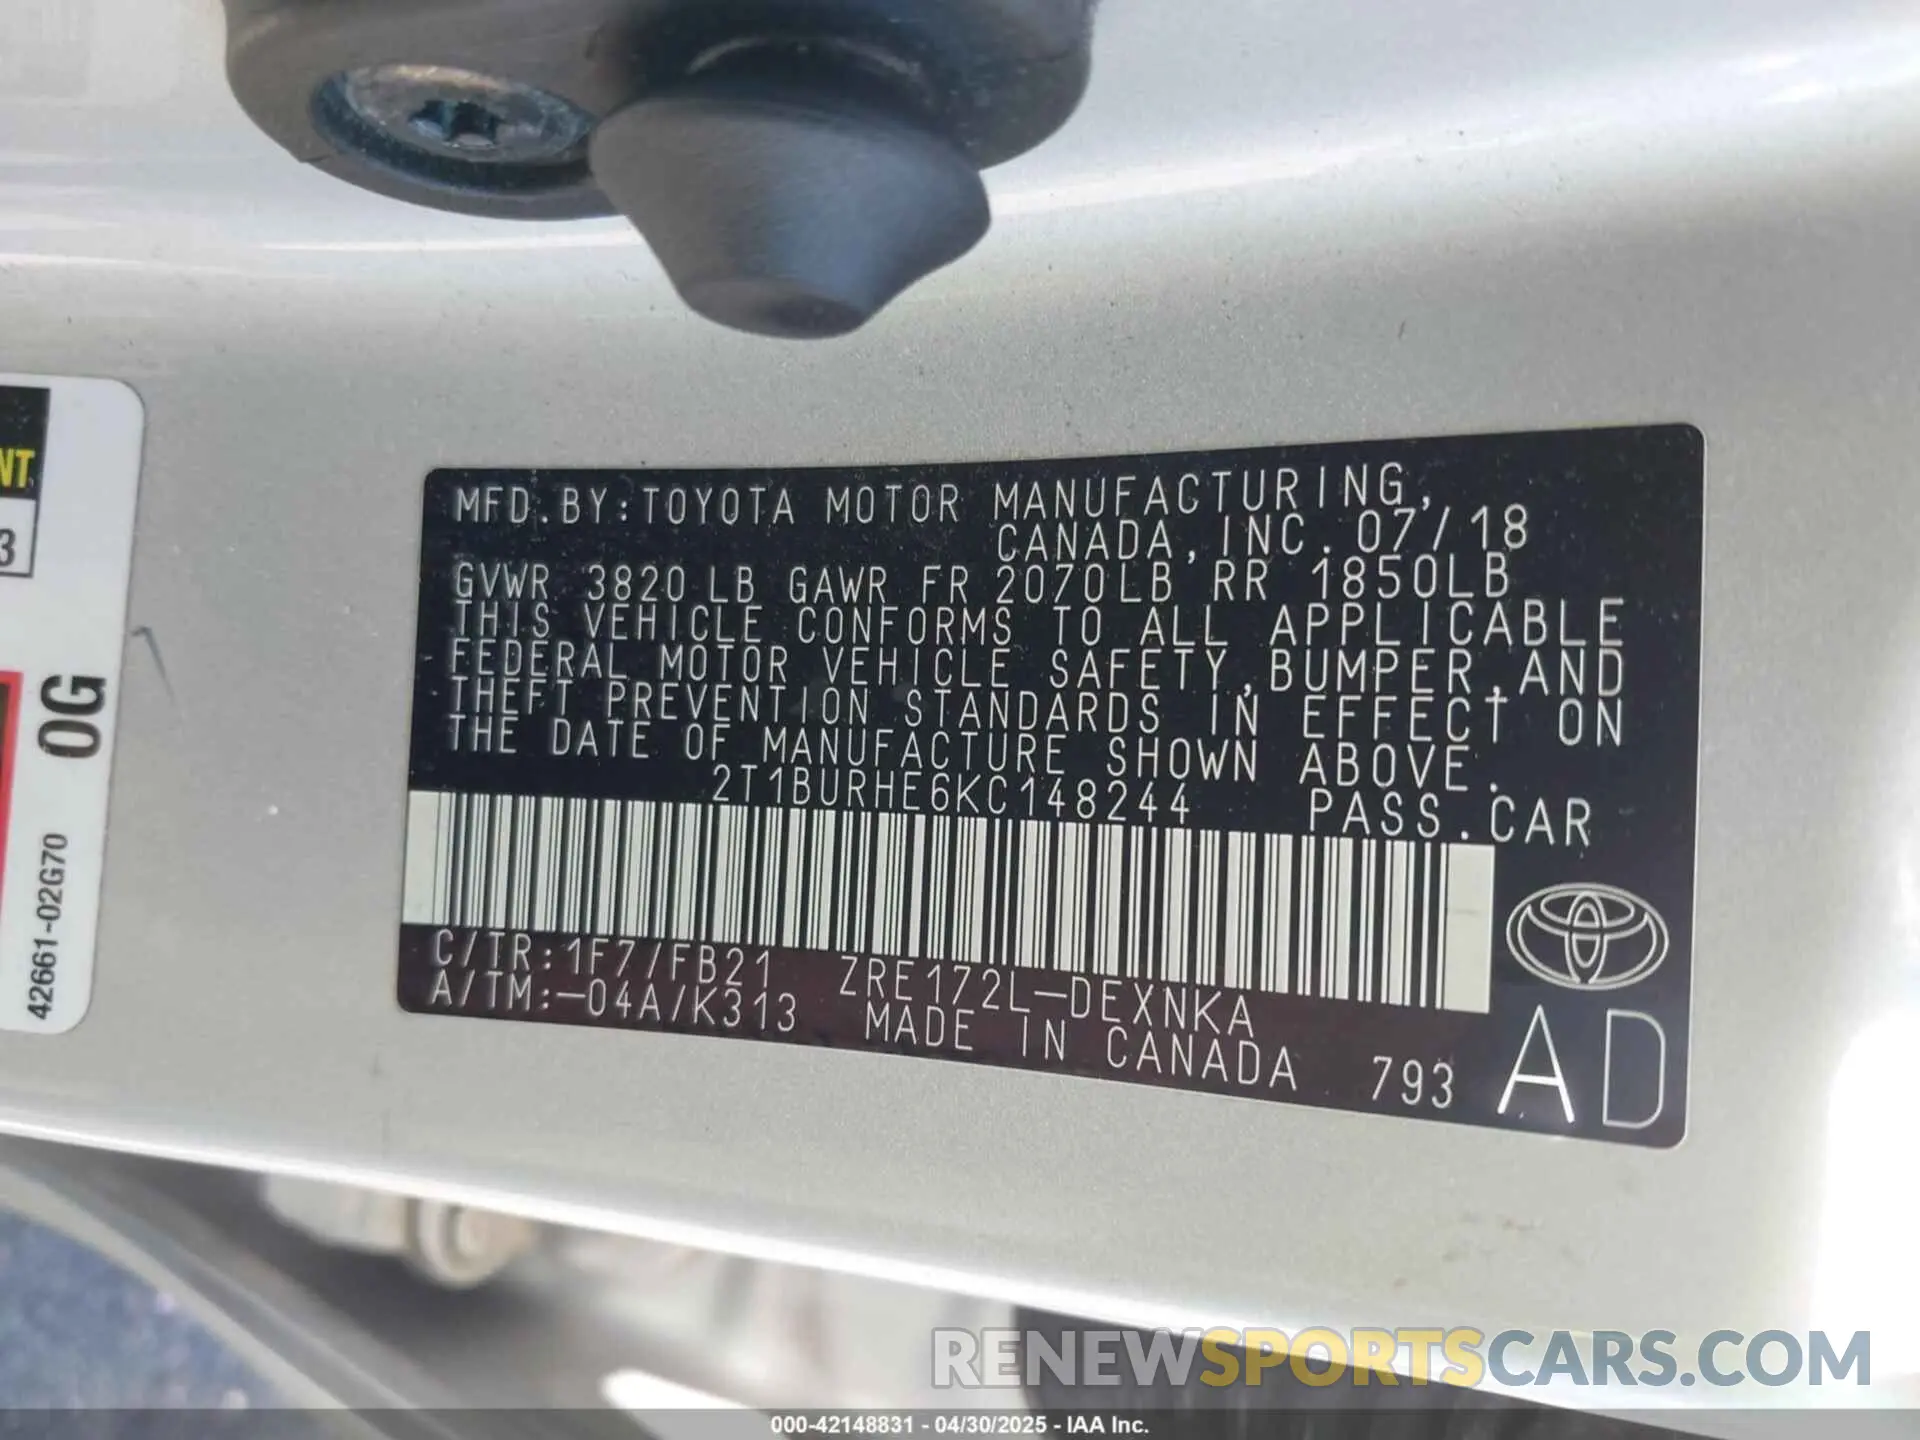 MFD.BY:TOYOTA MOTOR MANUFACTURING,
CANADA, INC. 07/18
GVWR 3820 LB GAWR FR 2070LB RR 1850LB
THIS VEHICLE CONFORMS TO ALL APPLICABLE
FEDERAL MOTOR VEHICLE SAFETY,BUMPER,AND
THEFT PREVENTION STANDARDS IN EFFECT ON
THE DATE OF MANUFACTURE SHOWN ABOVE.
2T1BURHE6KC148244 PASS.CAR
C/TR:1F7/FB21 ZRE172L-DEXNKA
A/TM:-04A/K313 MADE IN CANADA 793
AD
NT
3
0G
42661-02G70
RENEWSPORTSCARS.COM
000-42148831 - 04/30/2025 - IAA Inc.